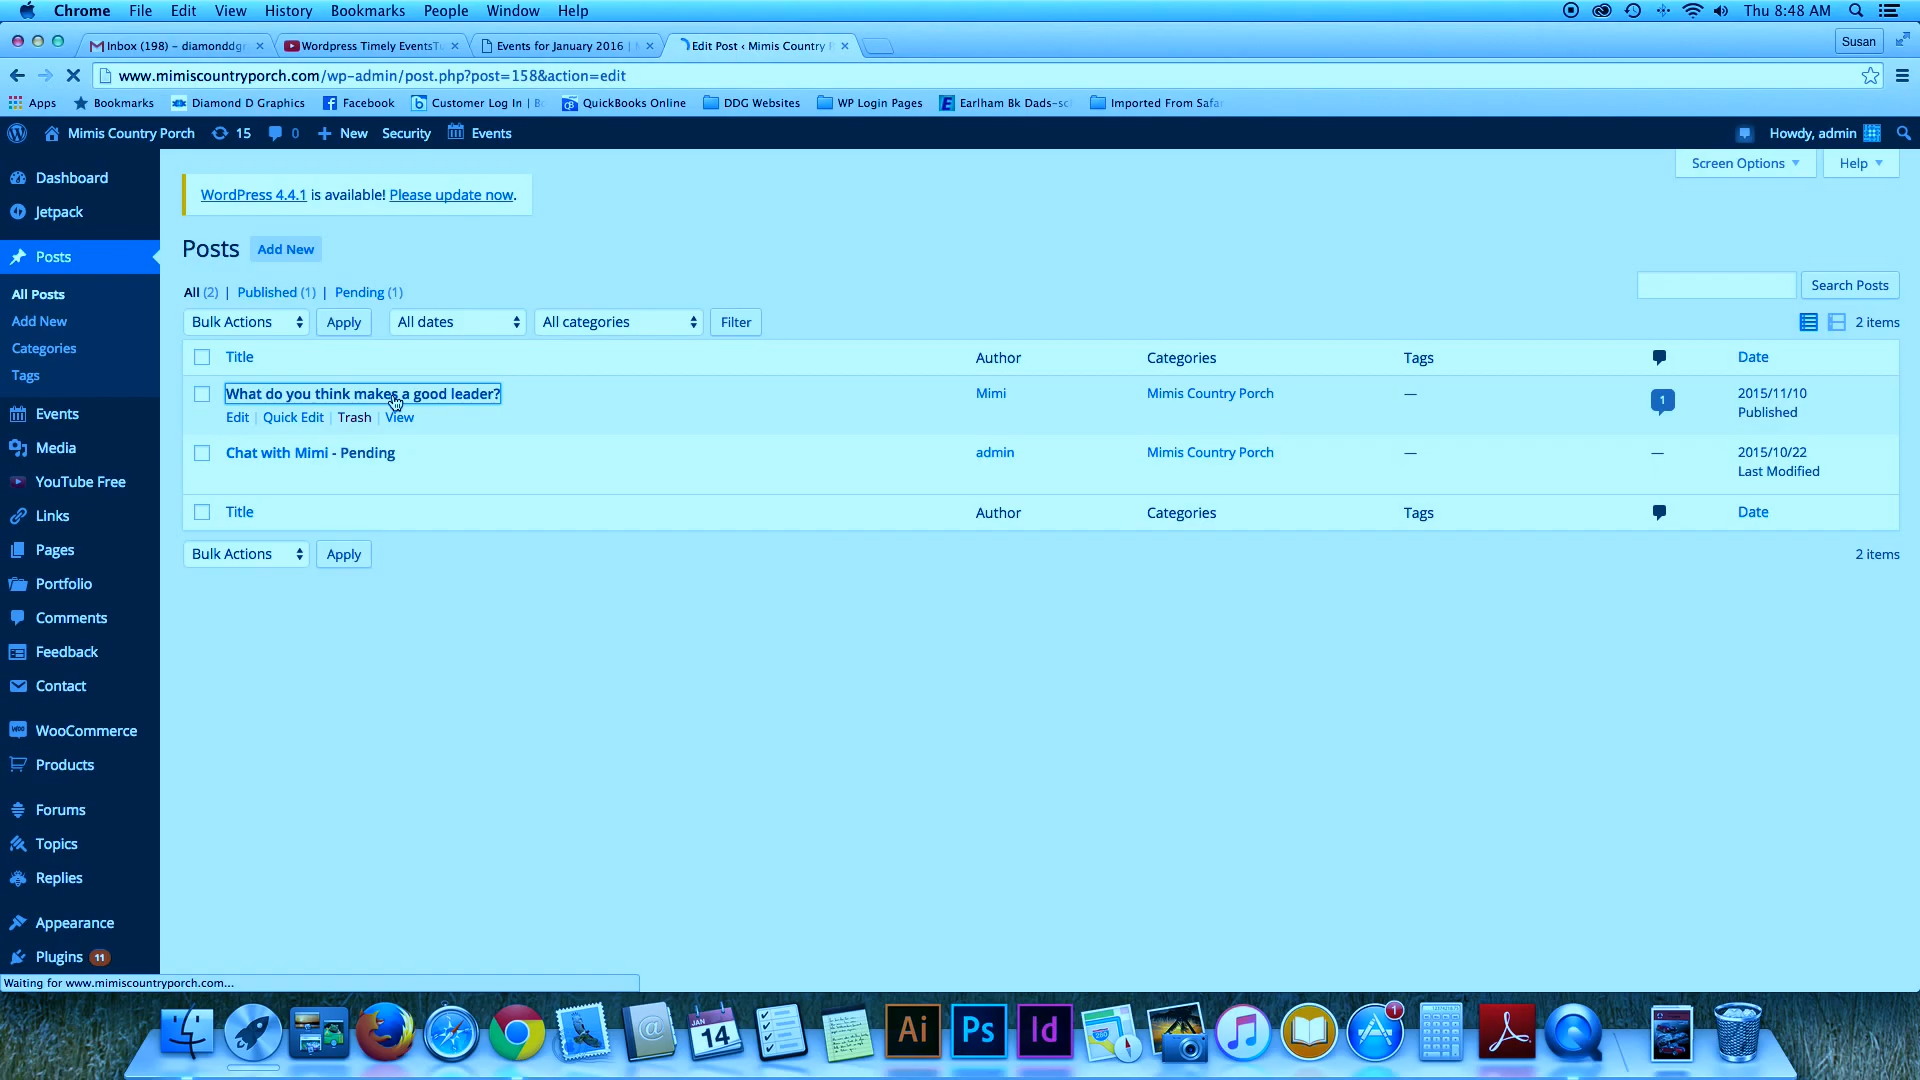 Chrome File Edit View History Bookmarks People Window Help Thu 8:48 AM
Inbox (198) – diamonddgr Wordpress Timely EventsTu Events for January 2016 | Edit Post ‹ Mimis Country P Susan
www.mimiscountryporch.com/wp-admin/post.php?post=158&action=edit
Apps Bookmarks Diamond D Graphics Facebook Customer Log In | QuickBooks Online DDG Websites WP Login Pages Earlham Bk Dads-sc Imported From Safar
Mimis Country Porch 15 0 New Security Events Howdy, admin
Screen Options Help
Dashboard
Jetpack
Posts
All Posts
Add New
Categories
Tags
Events
Media
YouTube Free
Links
Pages
Portfolio
Comments
Feedback
Contact
WooCommerce
Products
Forums
Topics
Replies
Appearance
Plugins 11
WordPress 4.4.1 is available! Please update now.
Posts Add New
All (2) | Published (1) | Pending (1)
Search Posts
Bulk Actions Apply All dates All categories Filter 2 items
Title Author Categories Tags Date
What do you think makes a good leader? Mimi Mimis Country Porch — 1 2015/11/10
Published
Edit | Quick Edit | Trash | View
Chat with Mimi - Pending admin Mimis Country Porch — — 2015/10/22
Last Modified
Title Author Categories Tags Date
Bulk Actions Apply 2 items
Waiting for www.mimiscountryporch.com...
JAN
14
Ai Ps Id
1